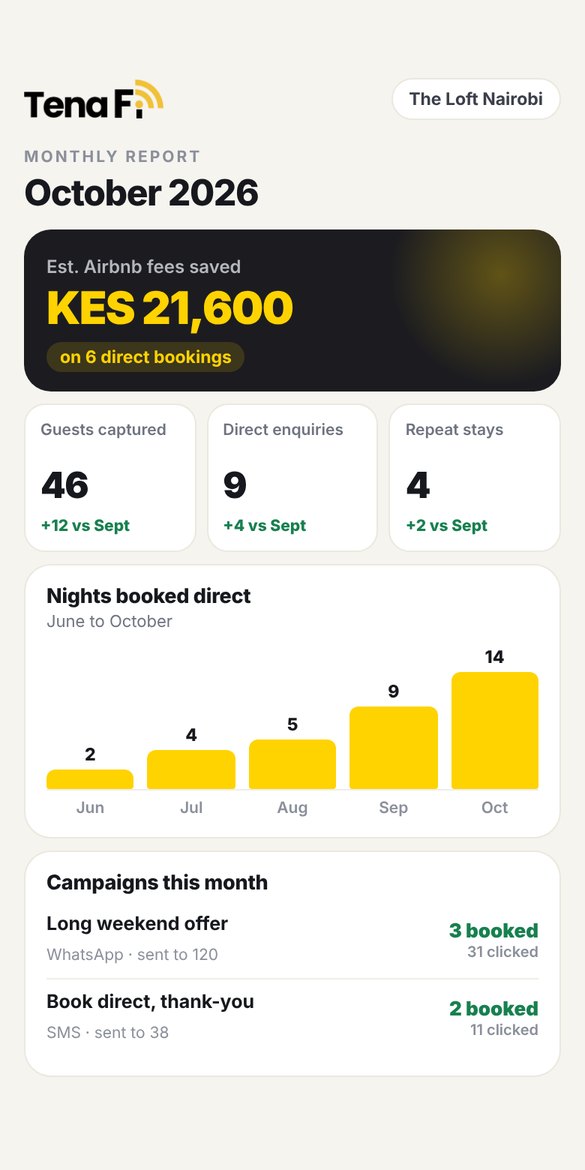 Tena Fi
The Loft Nairobi
MONTHLY REPORT
October 2026
Est. Airbnb fees saved
KES 21,600
on 6 direct bookings
Guests captured
46
+12 vs Sept
Direct enquiries
9
+4 vs Sept
Repeat stays
4
+2 vs Sept
Nights booked direct
June to October
2
4
5
9
14
Jun
Jul
Aug
Sep
Oct
Campaigns this month
Long weekend offer
WhatsApp · sent to 120
3 booked
31 clicked
Book direct, thank-you
SMS · sent to 38
2 booked
11 clicked